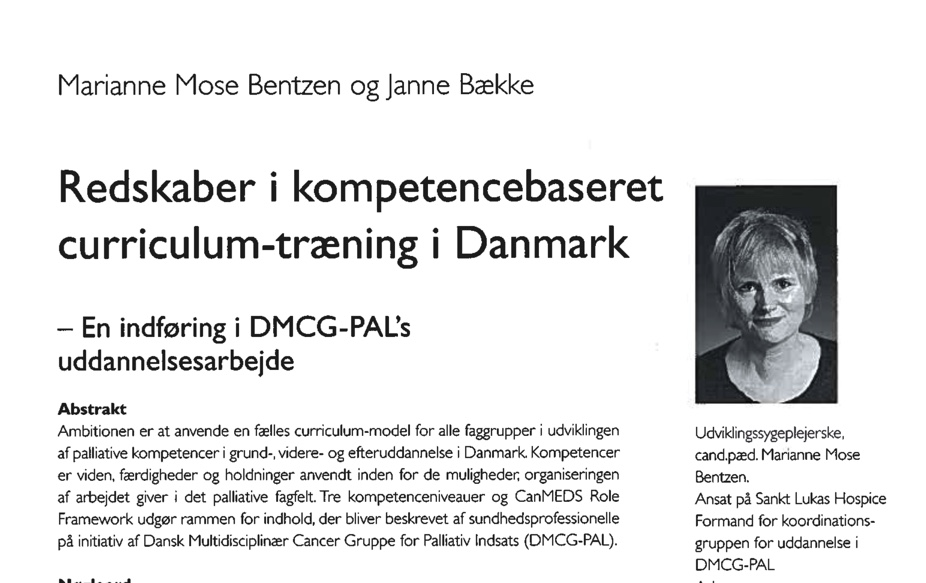 Marianne Mose Bentzen og Janne Bække
Redskaber i kompetencebaseret
curriculum-træning i Danmark
– En indføring i DMCG-PAL's
uddannelsesarbejde
Abstrakt
Ambitionen er at anvende en fælles curriculum-model for alle faggrupper i udviklingen
af palliative kompetencer i grund-, videre- og efteruddannelse i Danmark. Kompetencer
er viden, færdigheder og holdninger anvendt inden for de muligheder, organiseringen
af arbejdet giver i det palliative fagfelt. Tre kompetenceniveauer og CanMEDS Role
Framework udgør rammen for indhold, der bliver beskrevet af sundhedsprofessionelle
på initiativ af Dansk Multidisciplinær Cancer Gruppe for Palliativ Indsats (DMCG-PAL).
Udviklingssygeplejerske,
cand.pæd. Marianne Mose
Bentzen.
Ansat på Sankt Lukas Hospice
Formand for koordinations-
gruppen for uddannelse i
DMCG-PAL